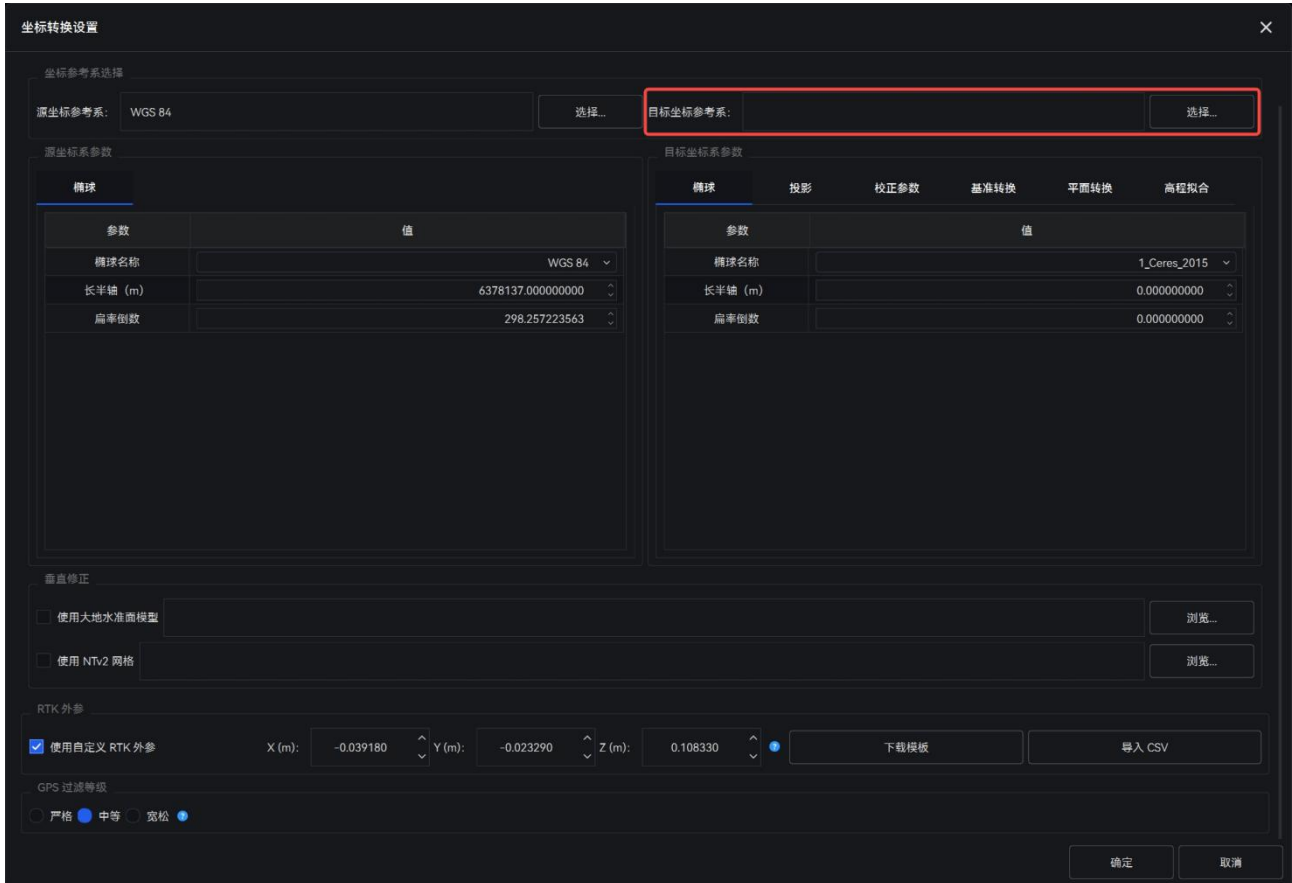 坐标转换设置
坐标参考系选择
源坐标参考系: WGS 84 选择... 目标坐标参考系: 选择...
源坐标系参数 目标坐标系参数
椭球 椭球 投影 校正参数 基准转换 平面转换 高程拟合
参数 值 参数 值
椭球名称 WGS 84 椭球名称 1_Ceres_2015
长半轴（m） 6378137.000000000 长半轴（m） 0.000000000
扁率倒数 298.257223563 扁率倒数 0.000000000
垂直修正
使用大地水准面模型 浏览...
使用 NTv2 网格 浏览...
RTK 外参
使用自定义 RTK 外参 X (m): -0.039180 Y (m): -0.023290 Z (m): 0.108330 ? 下载模板 导入 CSV
GPS 过滤等级
严格 中等 宽松 ?
确定 取消